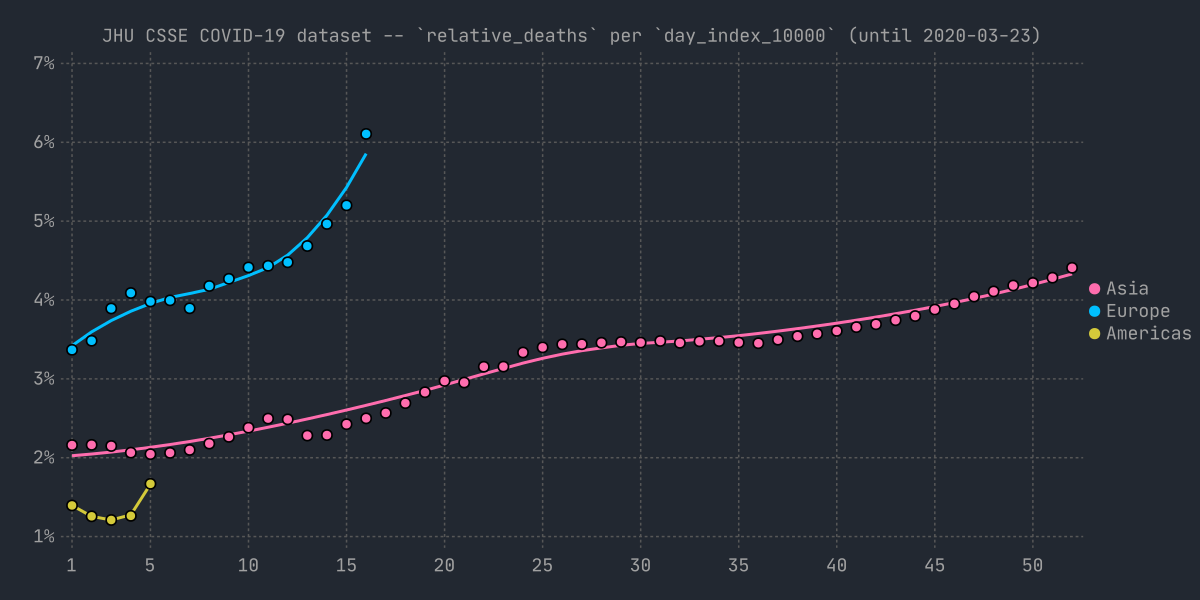 JHU CSSE COVID-19 dataset -- `relative_deaths` per `day_index_10000` (until 2020-03-23)
7%
6%
5%
4%
3%
2%
1%
1 5 10 15 20 25 30 35 40 45 50
Asia
Europe
Americas